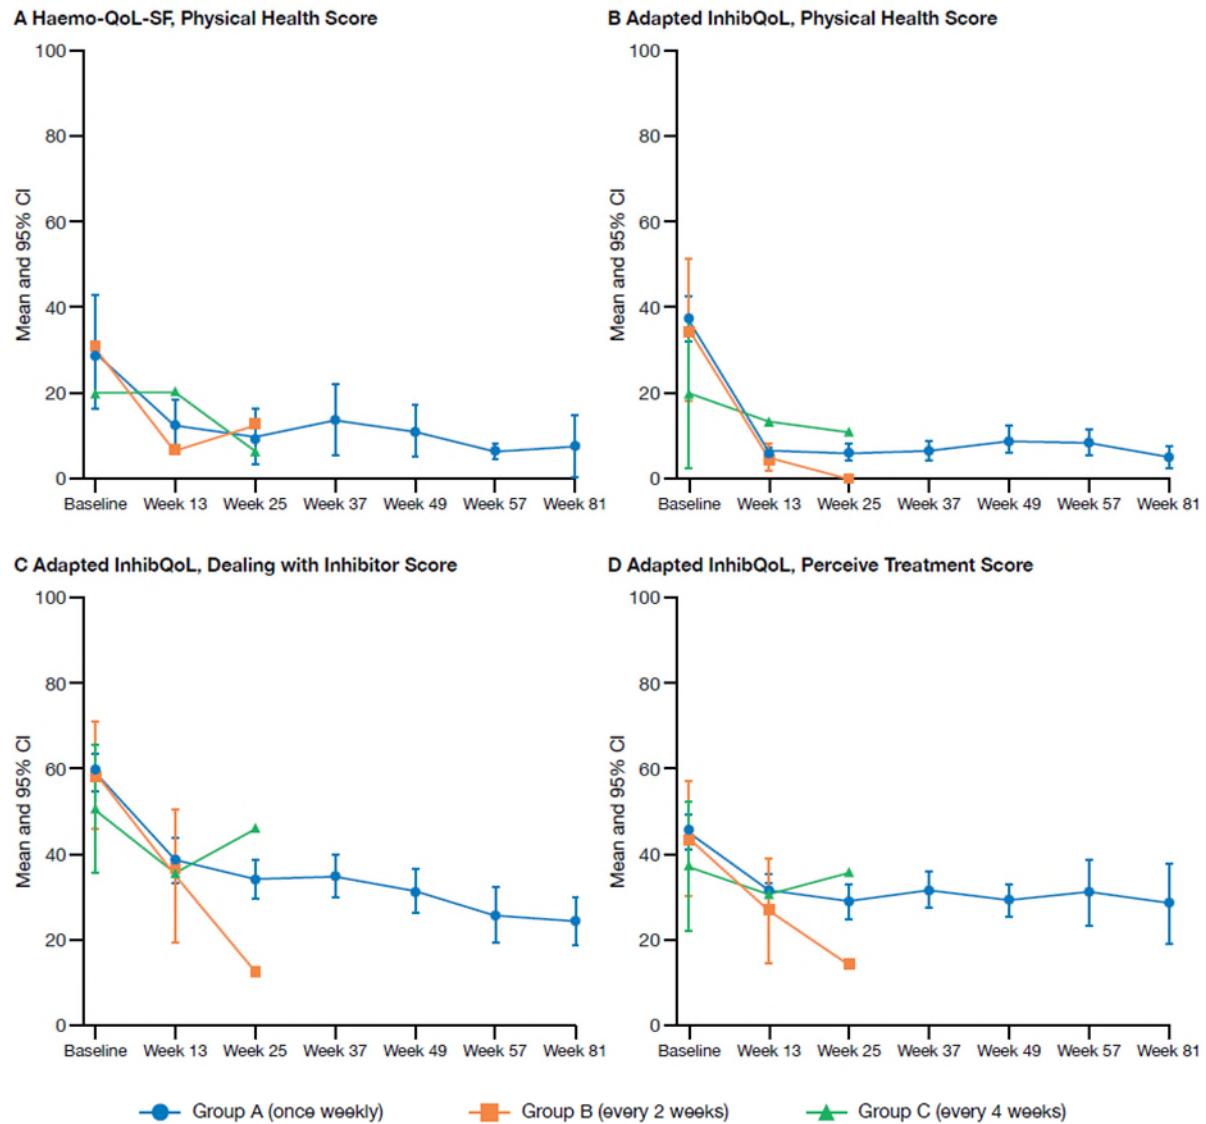 A Haemo-QoL-SF, Physical Health Score
100
80
60
40
20
0
Mean and 95% CI
Baseline Week 13 Week 25 Week 37 Week 49 Week 57 Week 81
B Adapted InhibQoL, Physical Health Score
100
80
60
40
20
0
Mean and 95% CI
Baseline Week 13 Week 25 Week 37 Week 49 Week 57 Week 81
C Adapted InhibQoL, Dealing with Inhibitor Score
100
80
60
40
20
0
Mean and 95% CI
Baseline Week 13 Week 25 Week 37 Week 49 Week 57 Week 81
D Adapted InhibQoL, Perceive Treatment Score
100
80
60
40
20
0
Mean and 95% CI
Baseline Week 13 Week 25 Week 37 Week 49 Week 57 Week 81
Group A (once weekly) Group B (every 2 weeks) Group C (every 4 weeks)